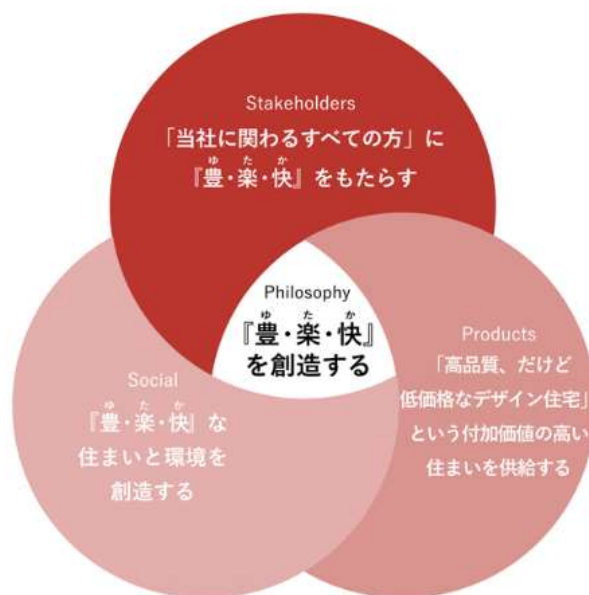 Stakeholders
「当社に関わるすべての方」に
ゆ た か
『豊・楽・快』をもたらす
Philosophy
ゆ た か
『豊・楽・快』
を創造する
Social
ゆ た か
『豊・楽・快』な
住まいと環境を
創造する
Products
「高品質、だけど
低価格なデザイン住宅」
という付加価値の高い
住まいを供給する